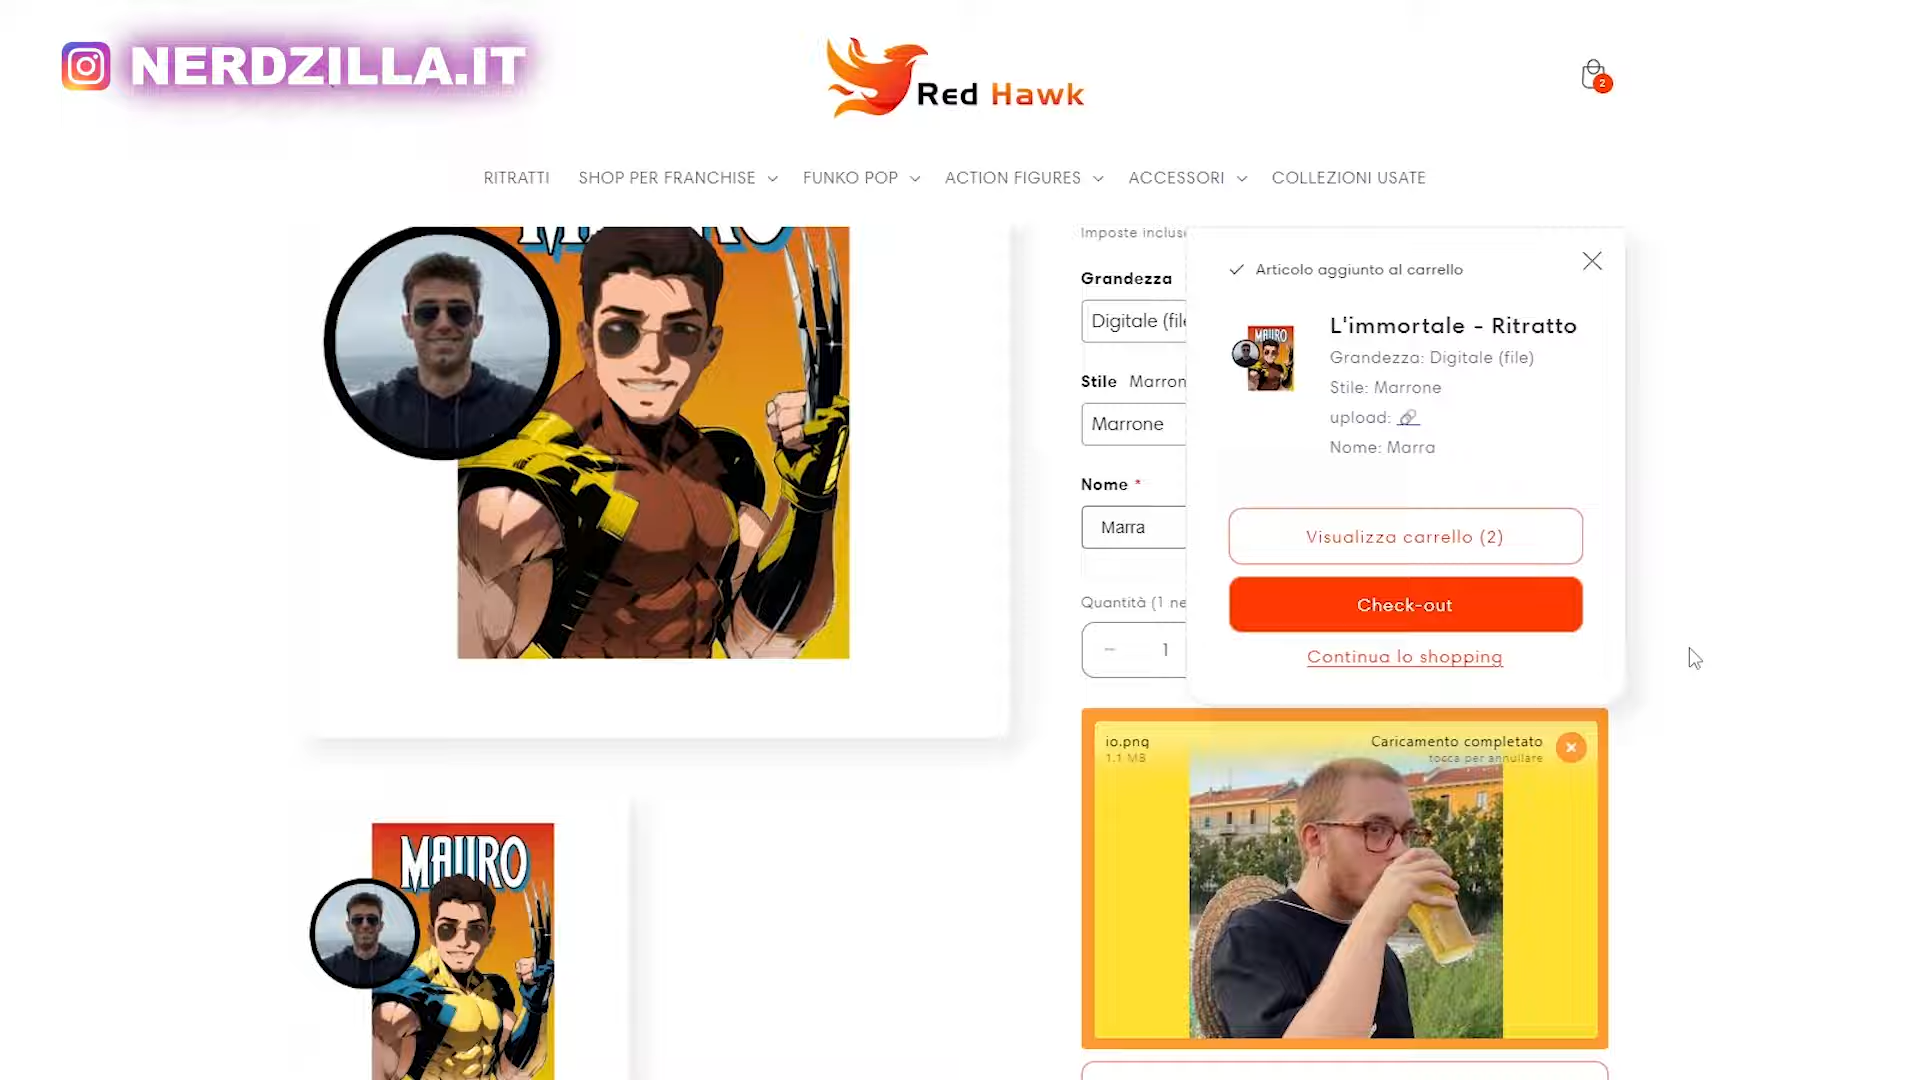 NERDZILLA.IT
Red Hawk
2
RITRATTI
SHOP PER FRANCHISE
FUNKO POP
ACTION FIGURES
ACCESSORI
COLLEZIONI USATE
Imposte incluse
Grandezza
Digitale (file
Stile Marron
Marrone
Nome *
Marra
Quantità (1 ne
− 1
Articolo aggiunto al carrello
MAURO
L'immortale - Ritratto
Grandezza: Digitale (file)
Stile: Marrone
upload:
Nome: Marra
Visualizza carrello (2)
Check-out
Continua lo shopping
io.png
1.1 MB
Caricamento completato
tocca per annullare
MAURO